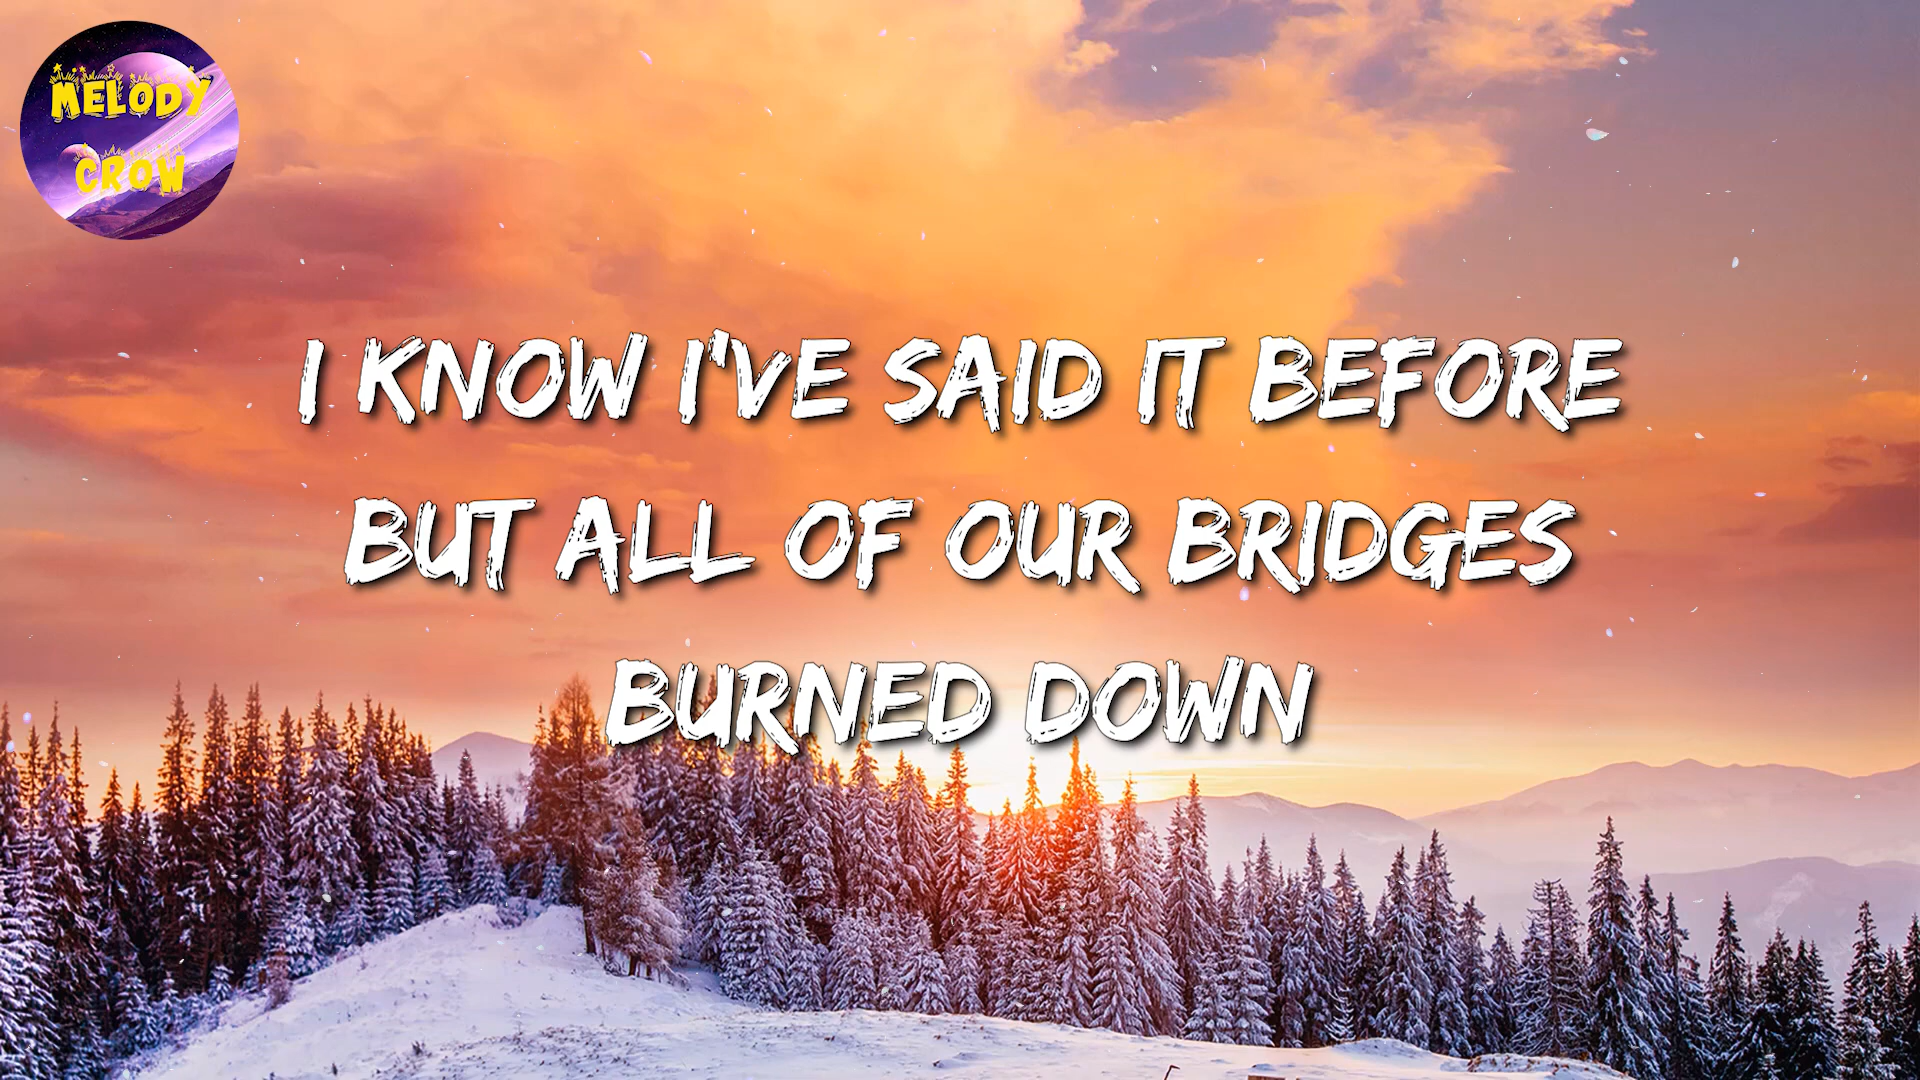 MELODY
CROW
I KNOW I'VE SAID IT BEFORE
BUT ALL OF OUR BRIDGES
BURNED DOWN